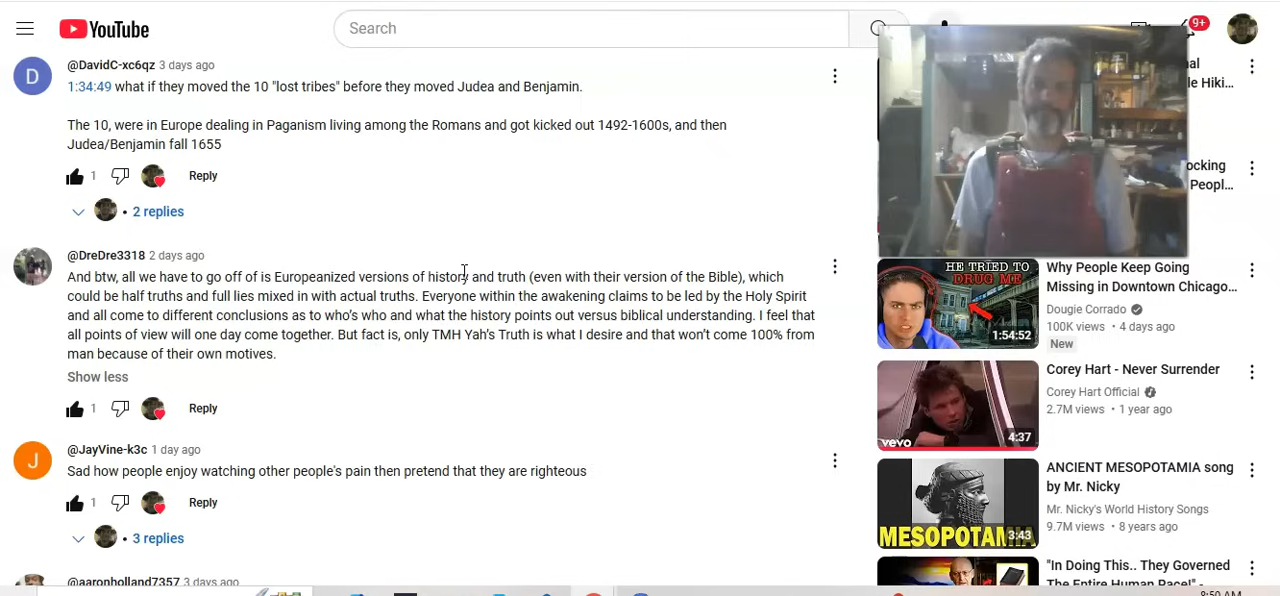 YouTube
Search
9+
@DavidC-xc6qz 3 days ago
1:34:49 what if they moved the 10 "lost tribes" before they moved Judea and Benjamin.
The 10, were in Europe dealing in Paganism living among the Romans and got kicked out 1492-1600s, and then
Judea/Benjamin fall 1655
1
Reply
2 replies
@DreDre3318 2 days ago
And btw, all we have to go off of is Europeanized versions of history and truth (even with their version of the Bible), which
could be half truths and full lies mixed in with actual truths. Everyone within the awakening claims to be led by the Holy Spirit
and all come to different conclusions as to who's who and what the history points out versus biblical understanding. I feel that
all points of view will one day come together. But fact is, only TMH Yah's Truth is what I desire and that won't come 100% from
man because of their own motives.
Show less
1
Reply
@JayVine-k3c 1 day ago
Sad how people enjoy watching other people's pain then pretend that they are righteous
1
Reply
3 replies
@aaronholland7357 3 days ago
al
le Hiki...
ocking
Peopl...
HE TRIED TO
DRUG ME
1:54:52
Why People Keep Going
Missing in Downtown Chicago...
Dougie Corrado
100K views • 4 days ago
New
vevo
4:37
Corey Hart - Never Surrender
Corey Hart Official
2.7M views • 1 year ago
MESOPOTAMIA
3:43
ANCIENT MESOPOTAMIA song
by Mr. Nicky
Mr. Nicky's World History Songs
9.7M views • 8 years ago
"In Doing This.. They Governed
The Entire Human Race!" -
8:50 AM